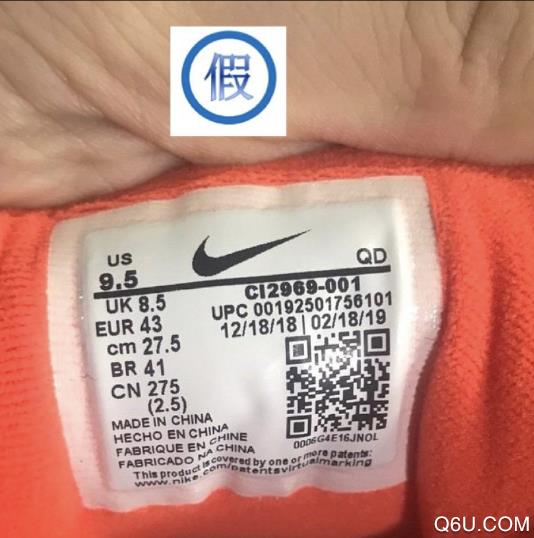 假
US QD
9.5
CI2969-001
UK 8.5 UPC 00192501756101
EUR 43 12/18/18 | 02/18/19
cm 27.5
BR 41
CN 275
(2.5)
0006G4E16JNOL
MADE IN CHINA
HECHO EN CHINA
FABRIQUE EN CHINE
FABRICADO NA CHINA
This product is covered by one or more patents:
www.nike.com/patentsvirtualmarking
Q6U.COM